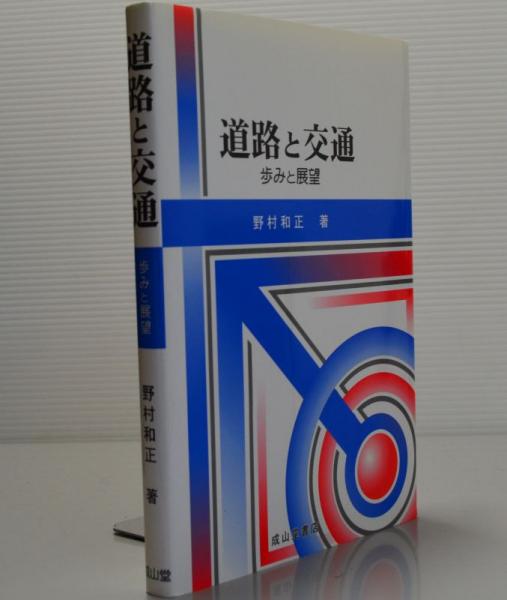 道路と交通
歩みと展望
野村和正 著
成山堂書店
道路と交通
歩みと展望
野村和正 著
成山堂